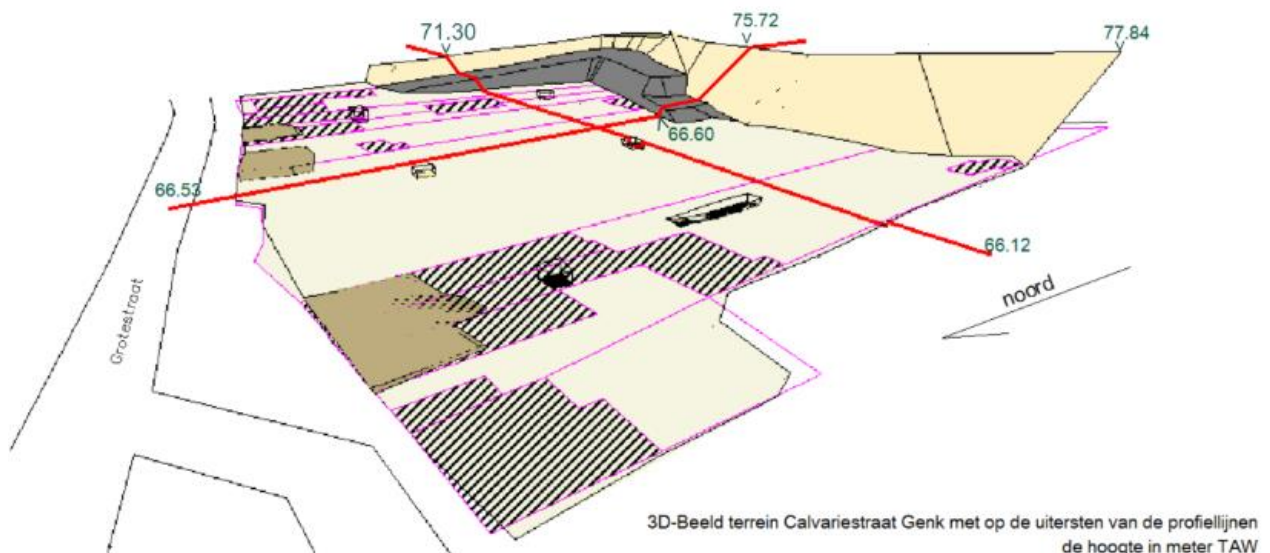 75.72
71.30
77.84
66.60
66.53
66.12
noord
Grotestraat
3D-Beeld terrein Calvariestraat Genk met op de uitersten van de profiellijnen
de hoogte in meter TAW